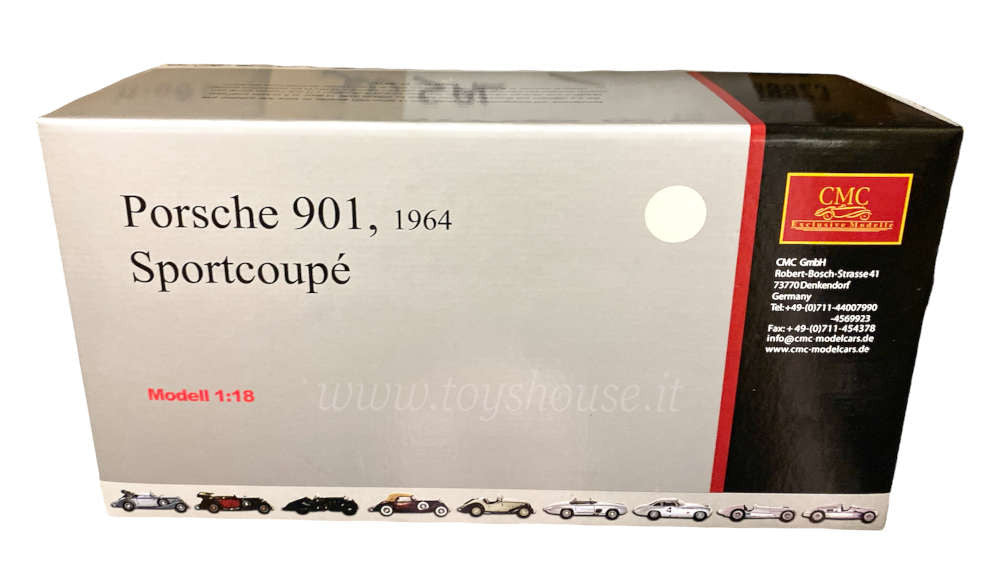 Porsche 901, 1964
Sportcoupé
Modell 1:18
www.toyshouse.it
CMC
Exclusive Modelle
CMC GmbH
Robert-Bosch-Strasse 41
73770 Denkendorf
Germany
Tel:+49-(0)711-44007990
-4569923
Fax: + 49-(0)711-454378
info@cmc-modelcars.de
www.cmc-modelcars.de
4